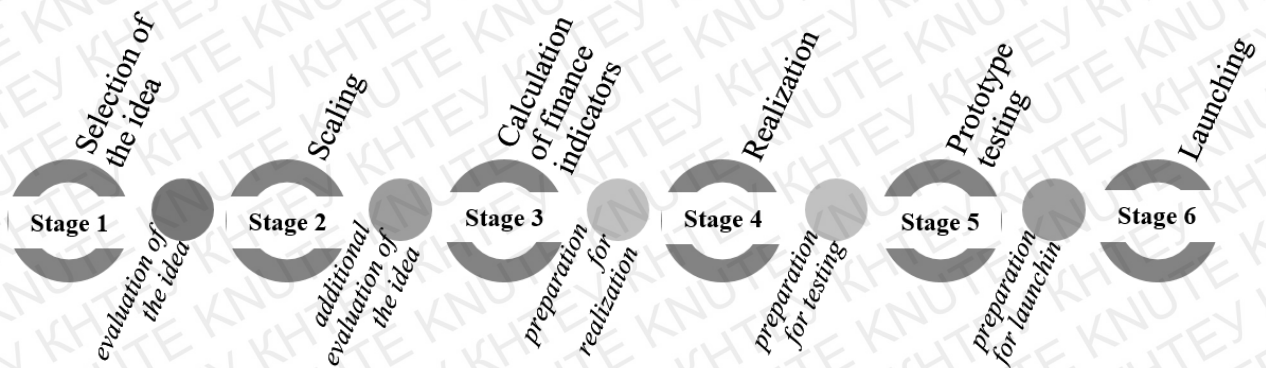 Selection of
the idea
Stage 1
evaluation of
the idea
Scaling
Stage 2
additional
evaluation of
the idea
Calculation
of finance
indicators
Stage 3
preparation
for
realization
Realization
Stage 4
preparation
for testing
Prototype
testing
Stage 5
preparation
for launchin
Launching
Stage 6
KNUTE КНТЕУ